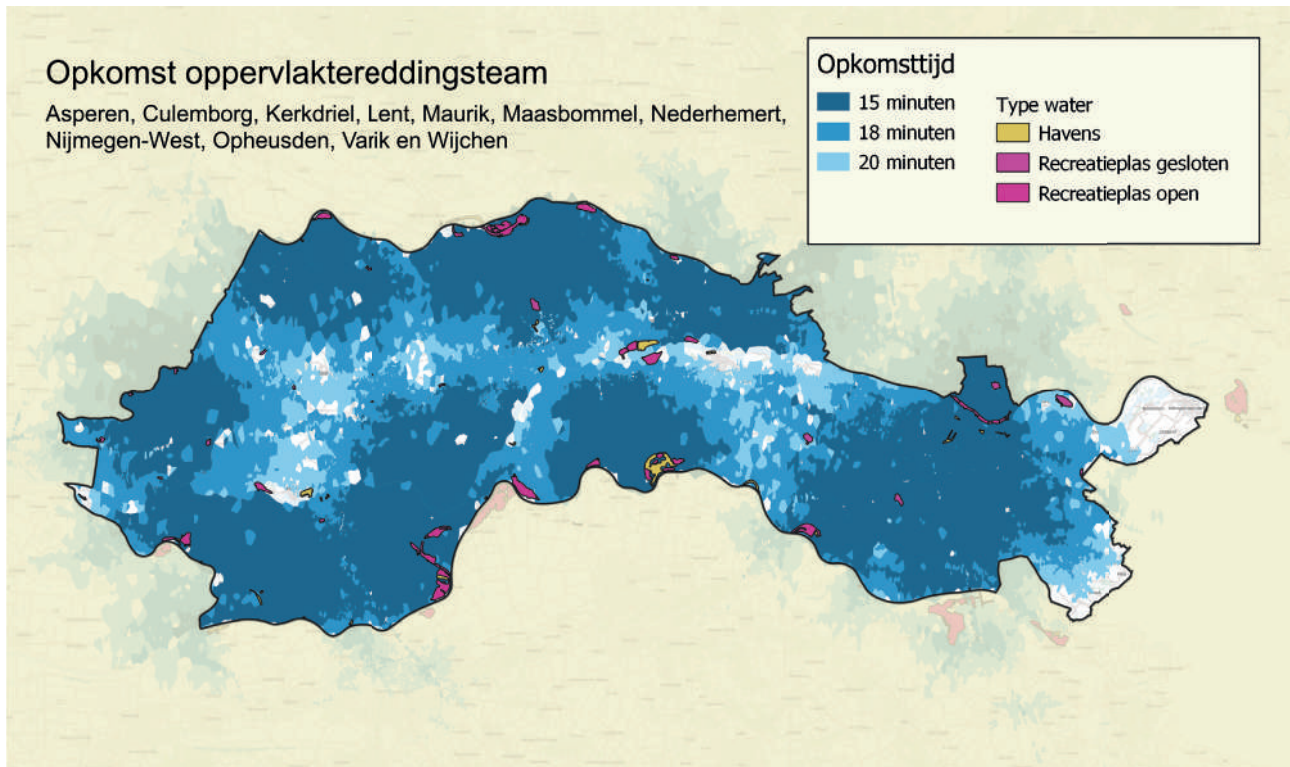 Opkomst oppervlaktereddingsteam
Asperen, Culemborg, Kerkdriel, Lent, Maurik, Maasbommel, Nederhemert,
Nijmegen-West, Opheusden, Varik en Wijchen
Opkomsttijd
15 minuten
18 minuten
20 minuten
Type water
Havens
Recreatieplas gesloten
Recreatieplas open